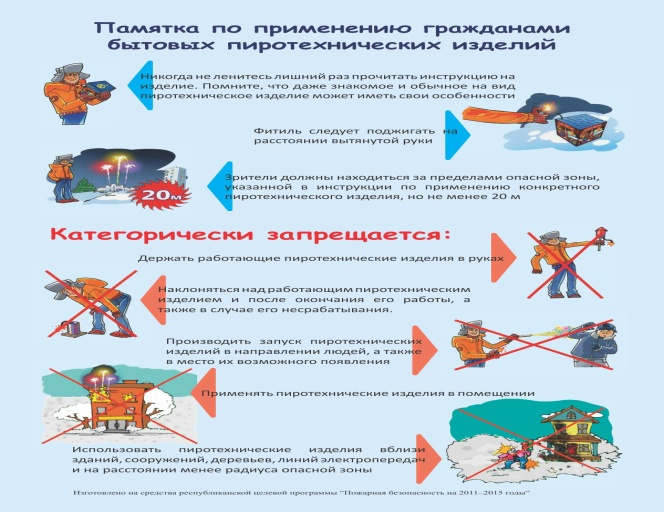 Памятка по применению гражданами
бытовых пиротехнических изделий
Никогда не ленитесь лишний раз прочитать инструкцию на
изделие. Помните, что даже знакомое и обычное на вид
пиротехническое изделие может иметь свои особенности
Фитиль следует поджигать на
расстоянии вытянутой руки
Зрители должны находиться за пределами опасной зоны,
указанной в инструкции по применению конкретного
пиротехнического изделия, но не менее 20 м
20м
Категорически запрещается:
Держать работающие пиротехнические изделия в руках
Наклоняться над работающим пиротехническим
изделием и после окончания его работы, а
также в случае его несрабатывания.
Производить запуск пиротехнических
изделий в направлении людей, а также
в место их возможного появления
Применять пиротехнические изделия в помещении
Использовать пиротехнические изделия вблизи
зданий, сооружений, деревьев, линий электропередач
и на расстоянии менее радиуса опасной зоны
Изготовлено на средства республиканской целевой программы "Пожарная безопасность на 2011–2015 годы"